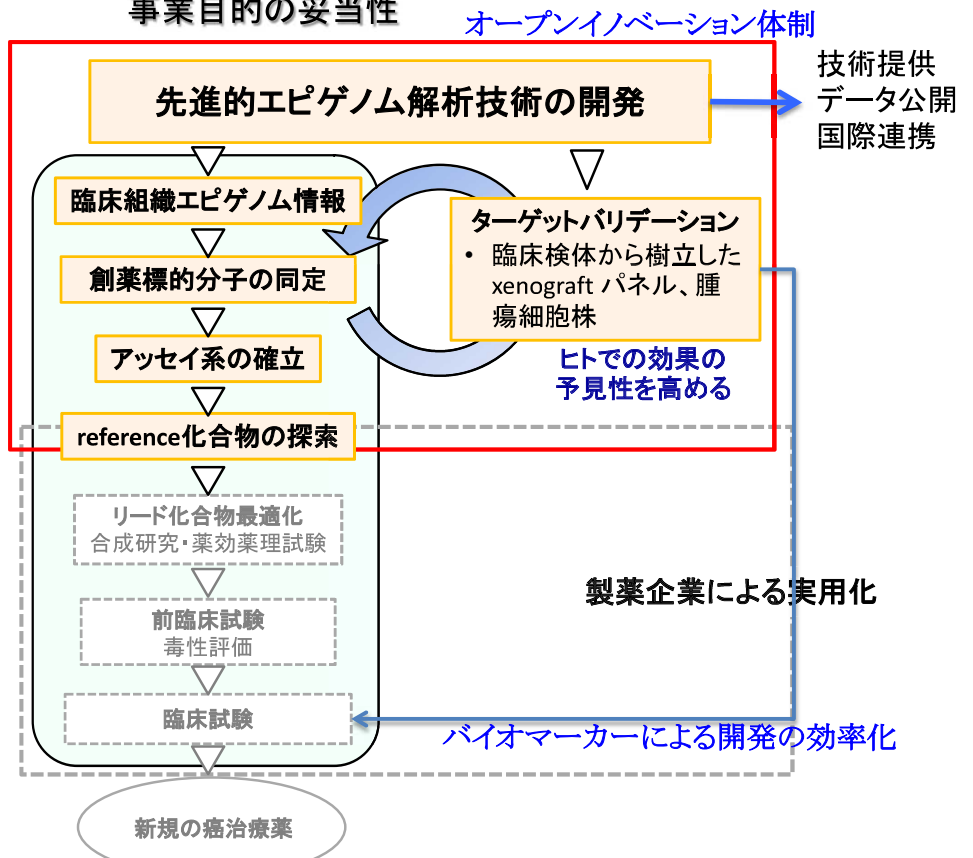 事業目的の妥当性
オープンイノベーション体制
技術提供
データ公開
国際連携
先進的エピゲノム解析技術の開発
臨床組織エピゲノム情報
創薬標的分子の同定
アッセイ系の確立
reference化合物の探索
ターゲットバリデーション
• 臨床検体から樹立した
xenograft パネル、腫
瘍細胞株
ヒトでの効果の
予見性を高める
リード化合物最適化
合成研究・薬効薬理試験
前臨床試験
毒性評価
臨床試験
製薬企業による実用化
バイオマーカーによる開発の効率化
新規の癌治療薬